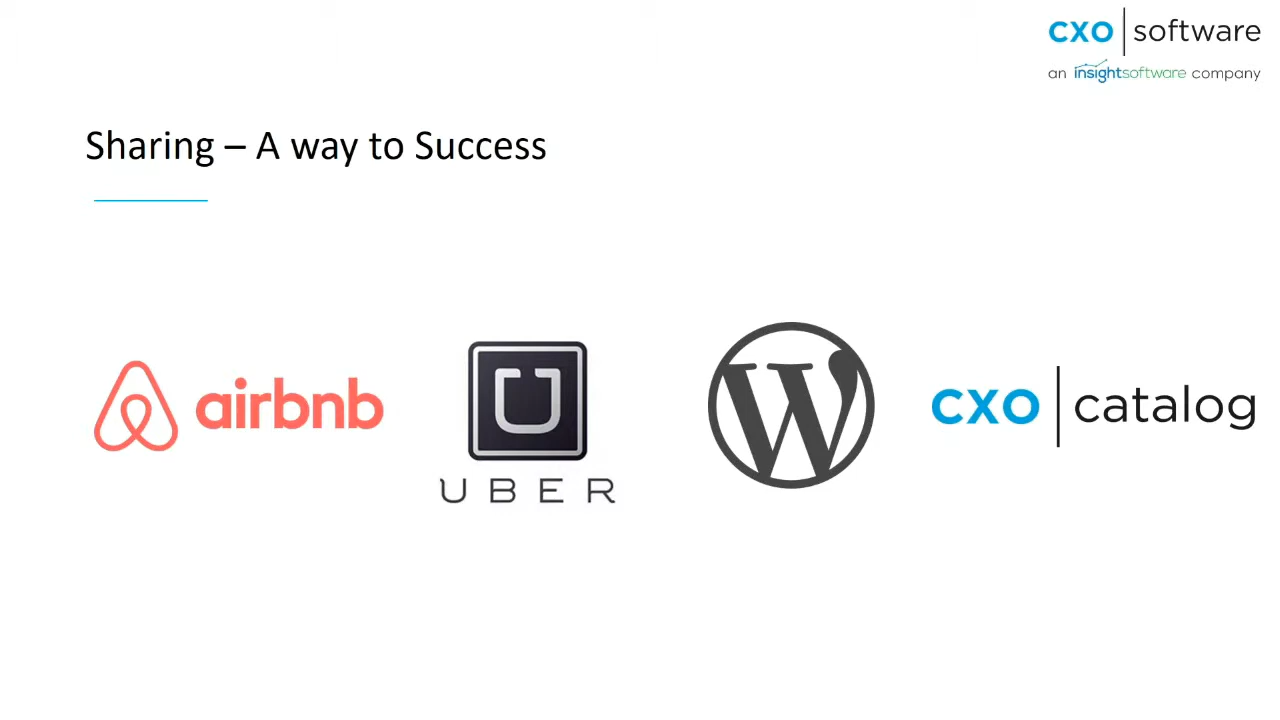 cxo software
an insightsoftware company
Sharing – A way to Success
airbnb
UBER
cxo catalog